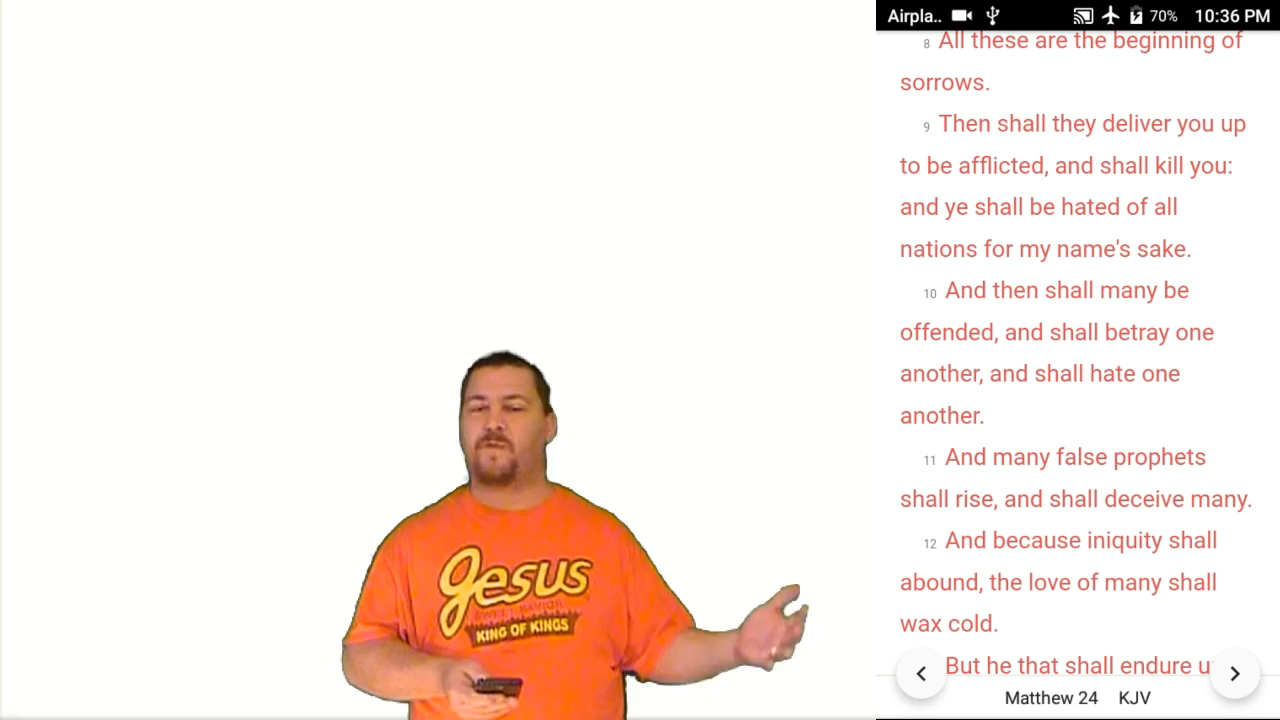 Airpla.. 70% 10:36 PM
8 All these are the beginning of
sorrows.
9 Then shall they deliver you up
to be afflicted, and shall kill you:
and ye shall be hated of all
nations for my name's sake.
10 And then shall many be
offended, and shall betray one
another, and shall hate one
another.
11 And many false prophets
shall rise, and shall deceive many.
12 And because iniquity shall
abound, the love of many shall
wax cold.
But he that shall endure u
Matthew 24 KJV
Jesus
SWEET SAVIOR
KING OF KINGS